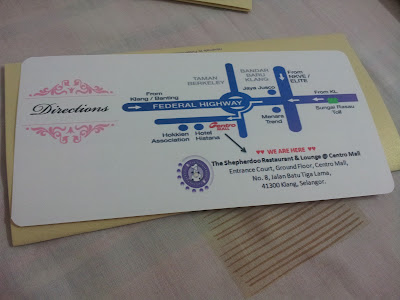 Directions
From
Klang / Banting
TAMAN
BERKELEY
BANDAR
BARU
KLANG
From
NKVE /
ELITE
Jaya Jusco
From KL
FEDERAL HIGHWAY
Sungai Rasau
Toll
Menara
Trend
Centro
MALL
Hokkien
Association
Hotel
Histana
WE ARE HERE
The Shepherdoo Restaurant & Lounge @ Centro Mall
Entrance Court, Ground Floor, Centro Mall,
No. 8, Jalan Batu Tiga Lama,
41300 Klang, Selangor.